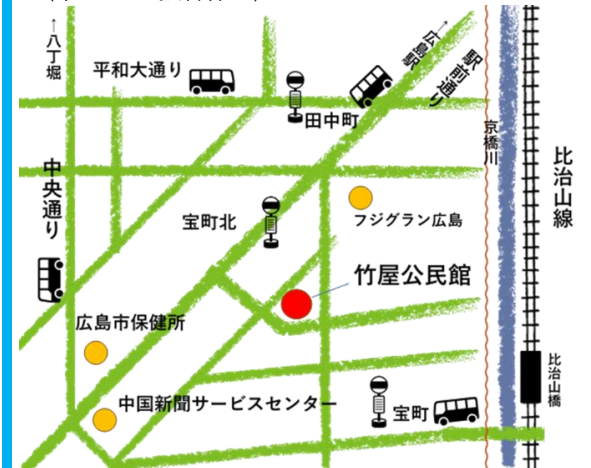 ↑八丁堀
平和大通り
田中町
↑広島駅
駅前通り
京橋川
比治山線
中央通り
宝町北
フジグラン広島
竹屋公民館
広島市保健所
比治山橋
中国新聞サービスセンター
宝町